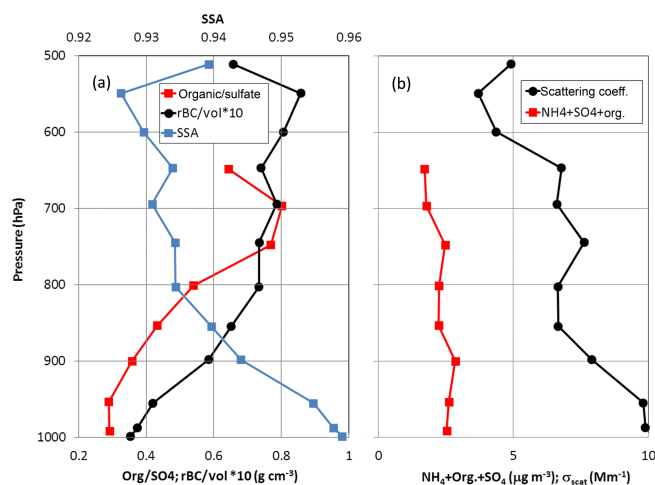 SSA
0.92 0.93 0.94 0.95 0.96
500
600
700
800
900
1000
Pressure (hPa)
(a)
Organic/sulfate
rBC/vol*10
SSA
0 0.2 0.4 0.6 0.8 1
Org/SO4; rBC/vol *10 (g cm⁻³)
(b)
Scattering coeff.
NH4+SO4+org.
0 5 10
NH₄+Org.+SO₄ (μg m⁻³); σscat (Mm⁻¹)